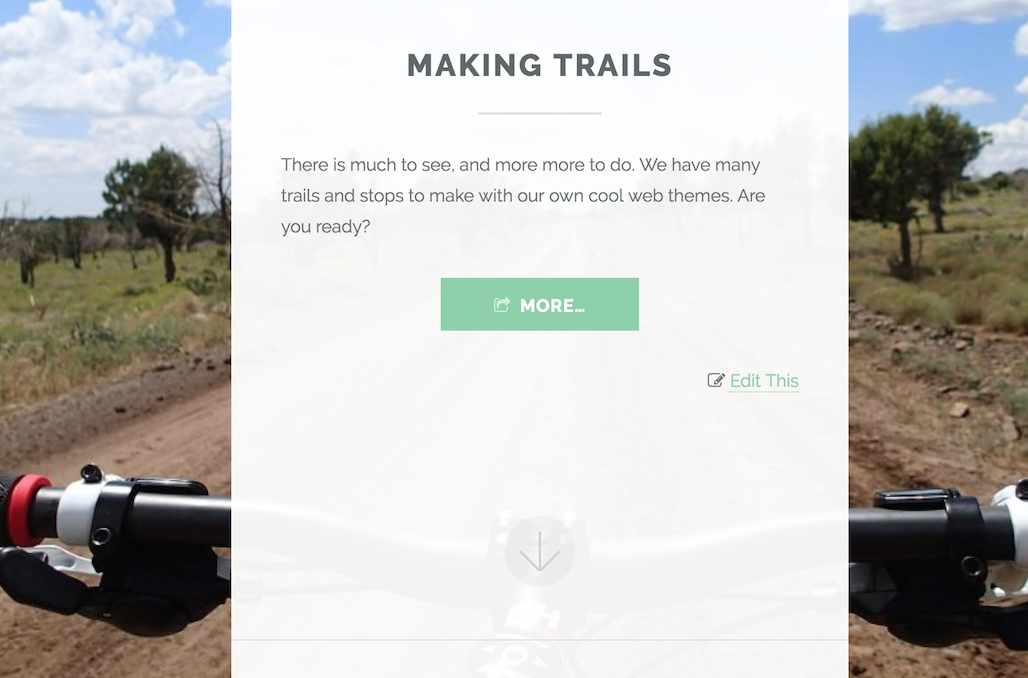 MAKING TRAILS
There is much to see, and more more to do. We have many
trails and stops to make with our own cool web themes. Are
you ready?
MORE…
Edit This